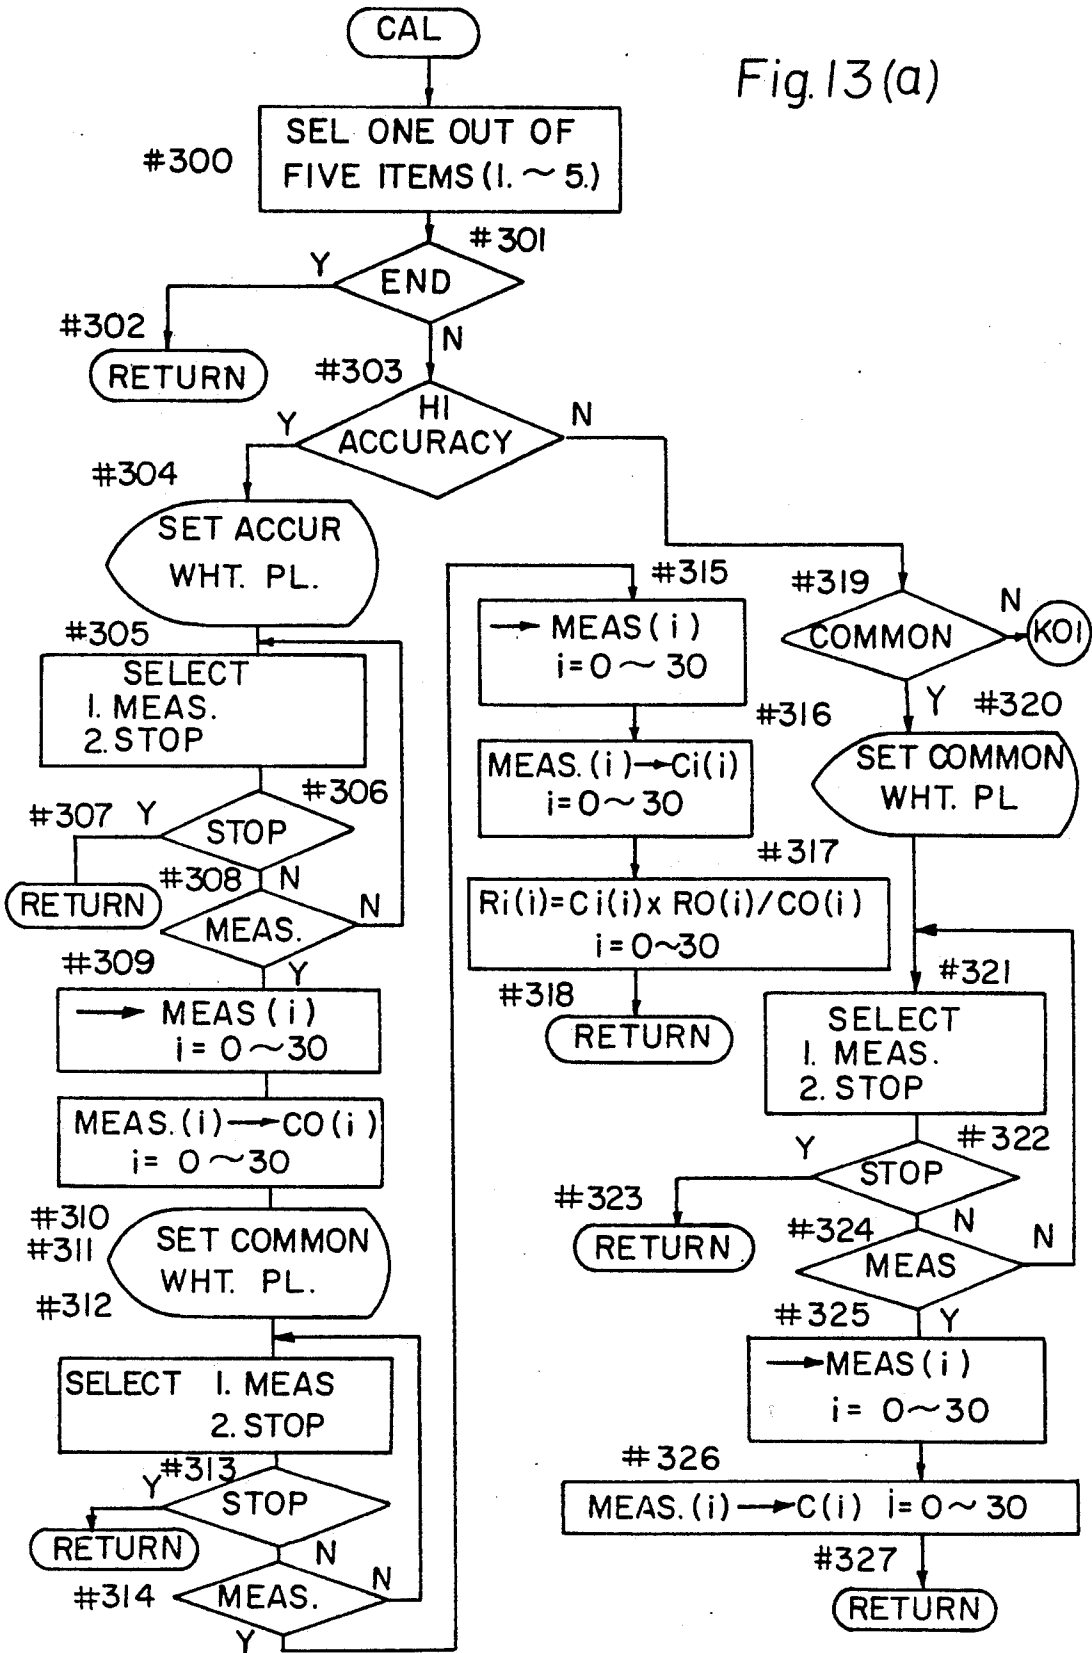 CAL
Fig.13(a)
#300
SEL ONE OUT OF
FIVE ITEMS (1. ~ 5.)
#301
Y
END
N
#302
RETURN
#303
HI
ACCURACY
Y
N
#304
SET ACCUR
WHT. PL.
#305
SELECT
1. MEAS.
2. STOP
#306
#307
Y
STOP
RETURN
#308
N
MEAS.
N
#309
Y
→ MEAS (i)
i = 0 ~ 30
MEAS.(i) → CO(i)
i = 0 ~ 30
#310
#311
SET COMMON
WHT. PL.
#312
SELECT 1. MEAS
2. STOP
#313
Y
STOP
RETURN
N
#314
MEAS.
N
Y
#315
→ MEAS(i)
i = 0 ~ 30
#316
MEAS.(i) → Ci(i)
i = 0 ~ 30
#317
Ri(i)=Ci(i)x RO(i)/CO(i)
i = 0~30
#318
RETURN
#319
COMMON
N
KO1
Y
#320
SET COMMON
WHT. PL
#321
SELECT
1. MEAS.
2. STOP
#322
Y
STOP
#323
RETURN
#324
N
MEAS
N
#325
Y
→ MEAS(i)
i = 0~30
#326
MEAS.(i) → C(i) i=0~30
#327
RETURN